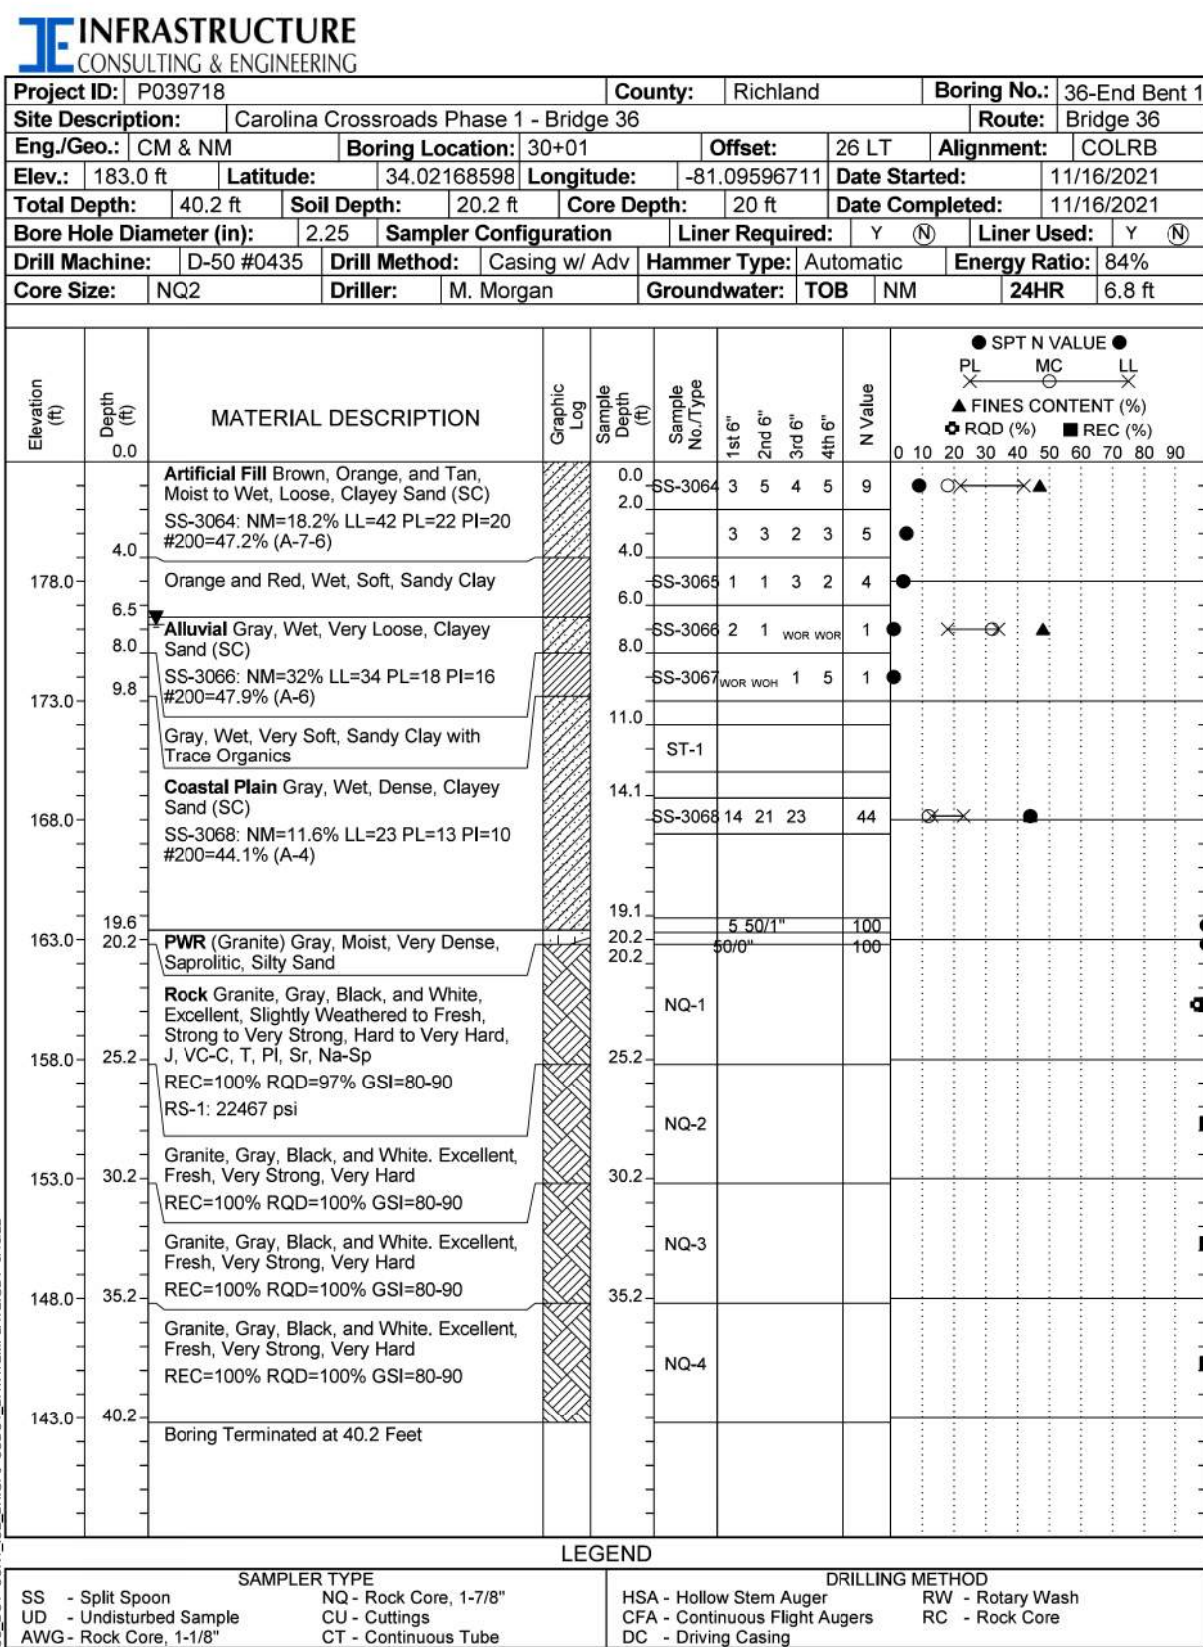 INFRASTRUCTURE
CONSULTING & ENGINEERING
Project ID: P039718 County: Richland Boring No.: 36-End Bent 1
Site Description: Carolina Crossroads Phase 1 - Bridge 36 Route: Bridge 36
Eng./Geo.: CM & NM Boring Location: 30+01 Offset: 26 LT Alignment: COLRB
Elev.: 183.0 ft Latitude: 34.02168598 Longitude: -81.09596711 Date Started: 11/16/2021
Total Depth: 40.2 ft Soil Depth: 20.2 ft Core Depth: 20 ft Date Completed: 11/16/2021
Bore Hole Diameter (in): 2.25 Sampler Configuration Liner Required: Y N Liner Used: Y N
Drill Machine: D-50 #0435 Drill Method: Casing w/ Adv Hammer Type: Automatic Energy Ratio: 84%
Core Size: NQ2 Driller: M. Morgan Groundwater: TOB NM 24HR 6.8 ft
Elevation (ft) Depth (ft) MATERIAL DESCRIPTION Graphic Log Sample Depth (ft) Sample No./Type 1st 6" 2nd 6" 3rd 6" 4th 6" N Value
SPT N VALUE
PL MC LL
FINES CONTENT (%)
RQD (%) REC (%)
0.0 0 10 20 30 40 50 60 70 80 90
Artificial Fill Brown, Orange, and Tan, 0.0
Moist to Wet, Loose, Clayey Sand (SC) SS-3064 3 5 4 5 9
2.0
SS-3064: NM=18.2% LL=42 PL=22 PI=20
#200=47.2% (A-7-6) 3 3 2 3 5
4.0 4.0
178.0 Orange and Red, Wet, Soft, Sandy Clay SS-3065 1 1 3 2 4
6.5 6.0
Alluvial Gray, Wet, Very Loose, Clayey SS-3066 2 1 WOR WOR 1
8.0 Sand (SC) 8.0
SS-3066: NM=32% LL=34 PL=18 PI=16 SS-3067 WOR WOH 1 5 1
9.8 #200=47.9% (A-6)
173.0
11.0
Gray, Wet, Very Soft, Sandy Clay with
Trace Organics ST-1
Coastal Plain Gray, Wet, Dense, Clayey 14.1
Sand (SC)
168.0 SS-3068 14 21 23 44
SS-3068: NM=11.6% LL=23 PL=13 PI=10
#200=44.1% (A-4)
19.6 19.1
5 50/1" 100
163.0 20.2 PWR (Granite) Gray, Moist, Very Dense, 20.2
50/0" 100
Saprolitic, Silty Sand 20.2
Rock Granite, Gray, Black, and White, NQ-1
Excellent, Slightly Weathered to Fresh,
Strong to Very Strong, Hard to Very Hard,
158.0 25.2 J, VC-C, T, Pl, Sr, Na-Sp 25.2
REC=100% RQD=97% GSI=80-90
RS-1: 22467 psi
NQ-2
Granite, Gray, Black, and White. Excellent,
153.0 30.2 Fresh, Very Strong, Very Hard 30.2
REC=100% RQD=100% GSI=80-90
Granite, Gray, Black, and White. Excellent, NQ-3
Fresh, Very Strong, Very Hard
148.0 35.2 REC=100% RQD=100% GSI=80-90 35.2
Granite, Gray, Black, and White. Excellent,
Fresh, Very Strong, Very Hard
REC=100% RQD=100% GSI=80-90 NQ-4
143.0 40.2
Boring Terminated at 40.2 Feet
LEGEND
SAMPLER TYPE DRILLING METHOD
SS - Split Spoon NQ - Rock Core, 1-7/8" HSA - Hollow Stem Auger RW - Rotary Wash
UD - Undisturbed Sample CU - Cuttings CFA - Continuous Flight Augers RC - Rock Core
AWG - Rock Core, 1-1/8" CT - Continuous Tube DC - Driving Casing